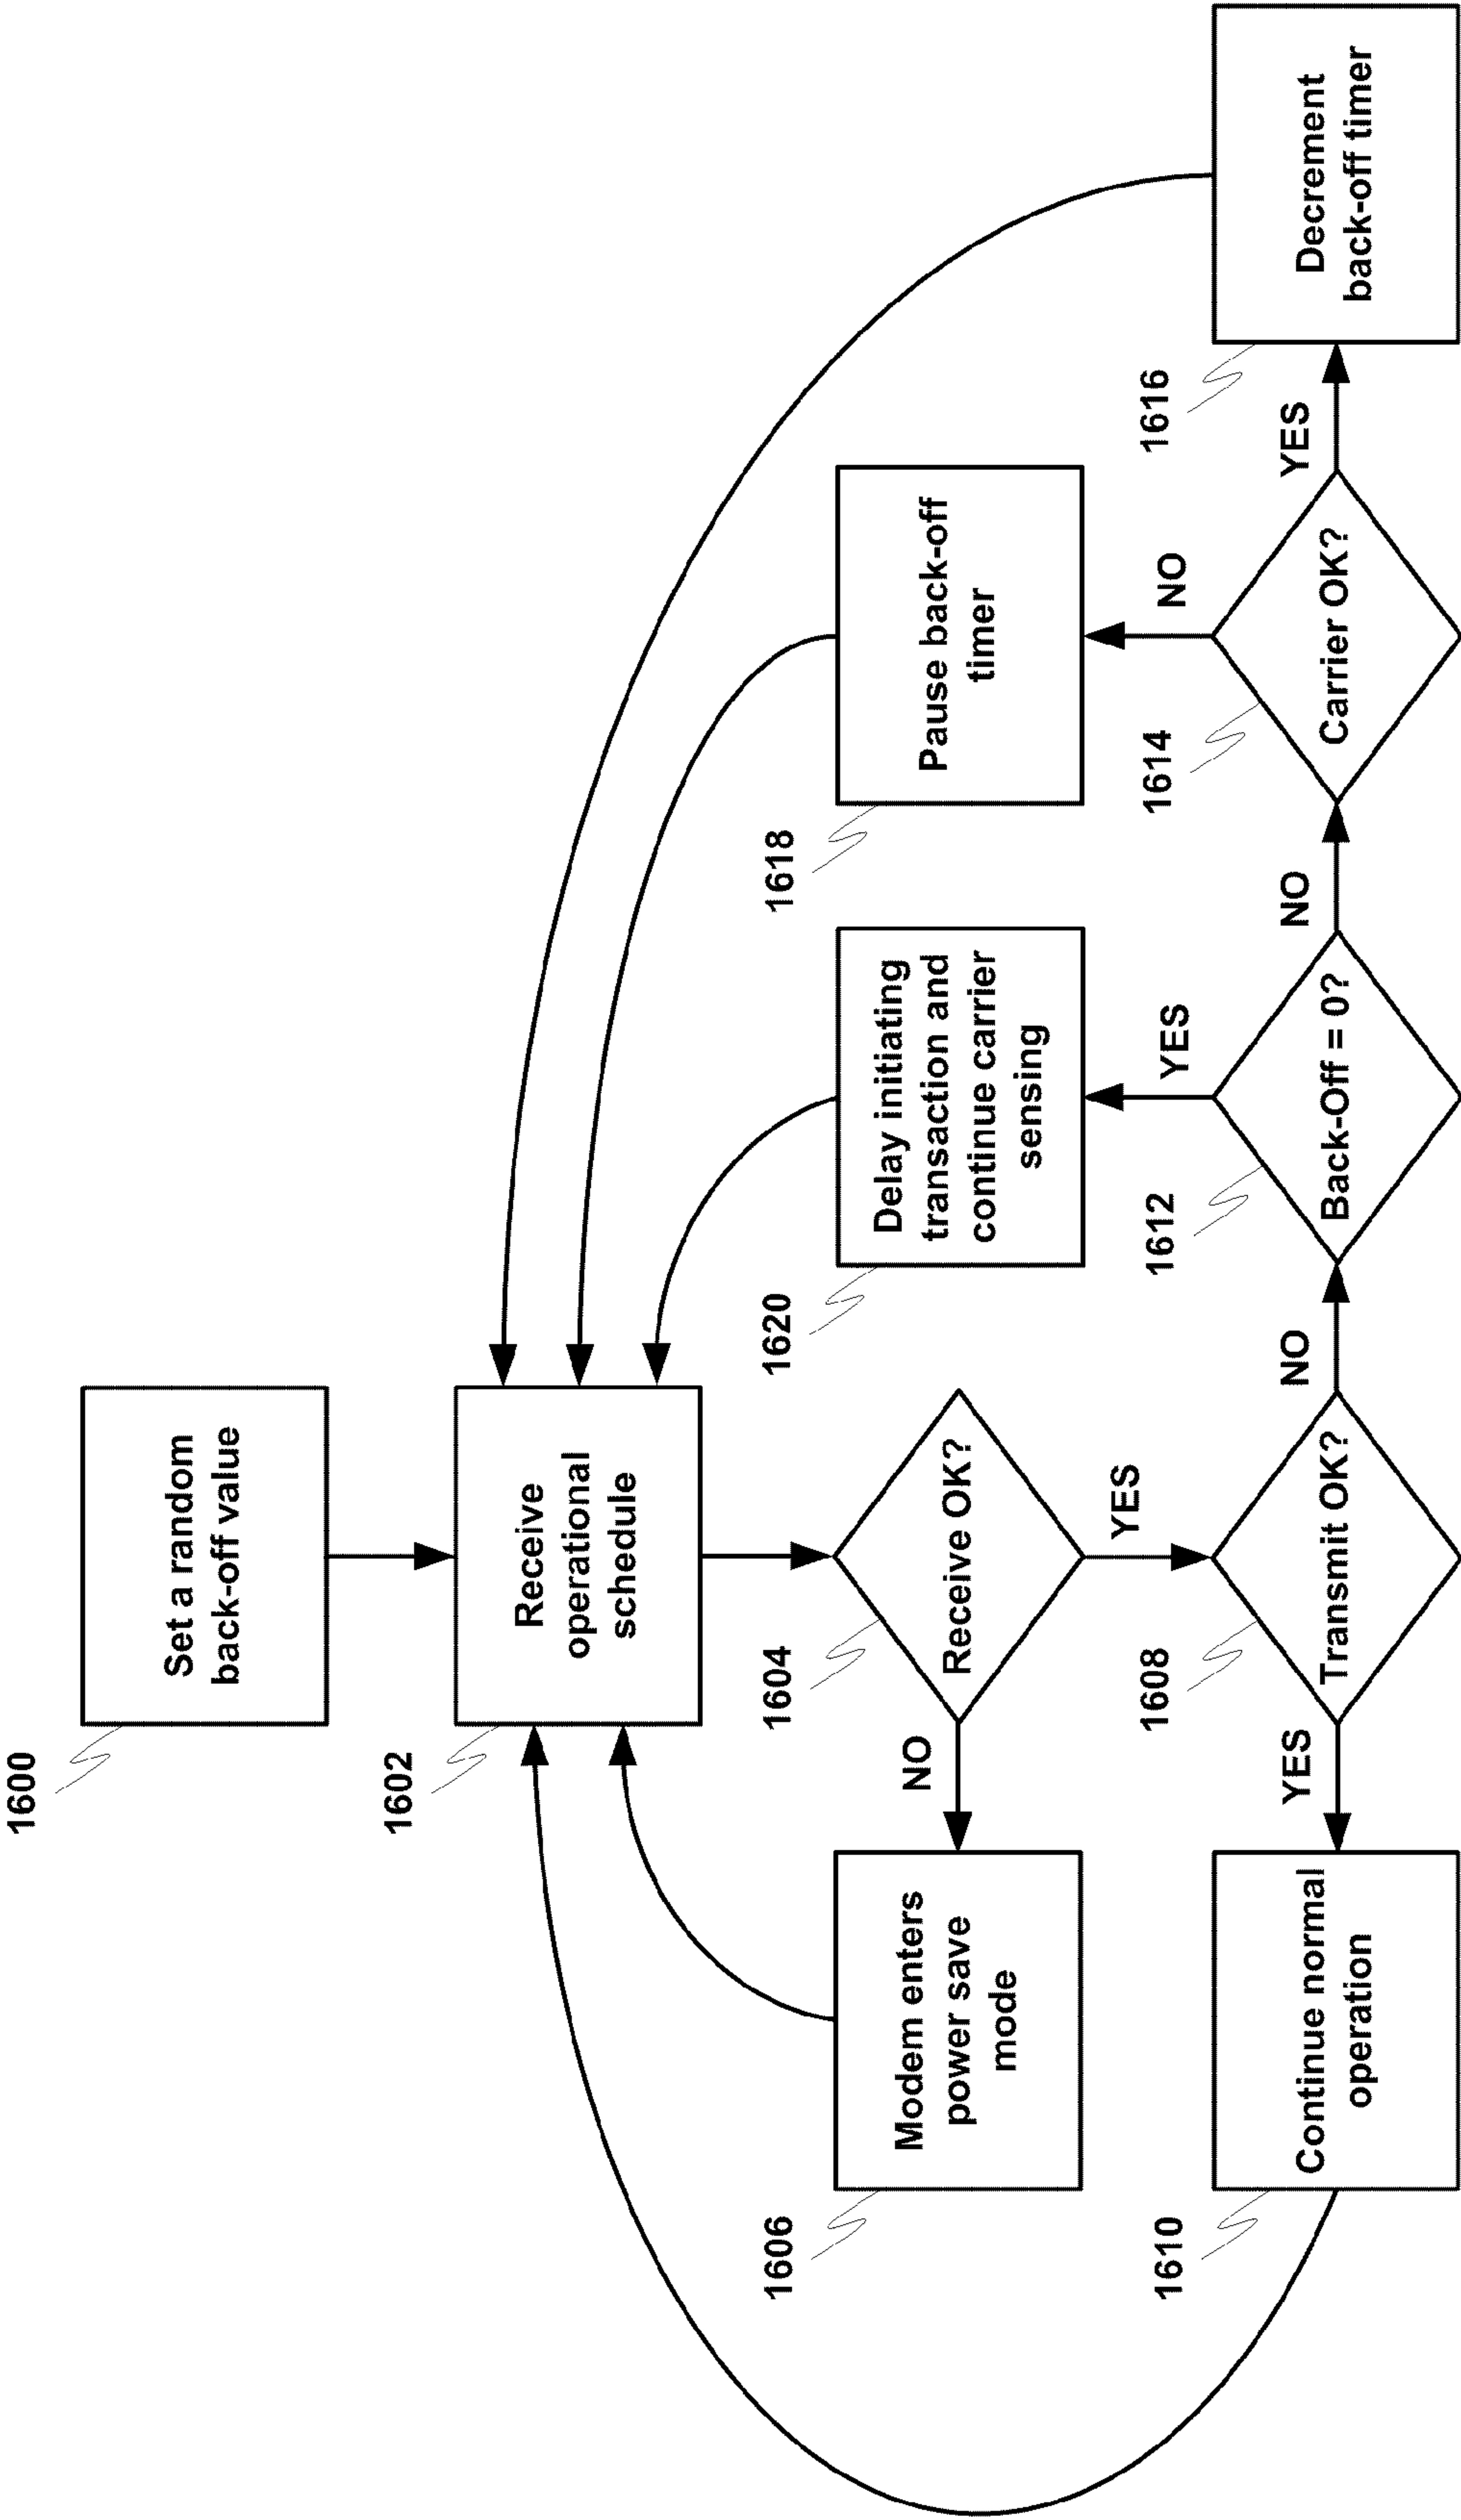 1600
Set a random
back-off value
1602
Receive
operational
schedule
1604
Receive OK?
NO
YES
1606
Modem enters
power save
mode
1620
Delay initiating
transaction and
continue carrier
sensing
1618
Pause back-off
timer
1610
Continue normal
operation
YES
1608
Transmit OK?
NO
1612
Back-Off = 0?
YES
NO
1614
Carrier OK?
NO
YES
1616
Decrement
back-off timer